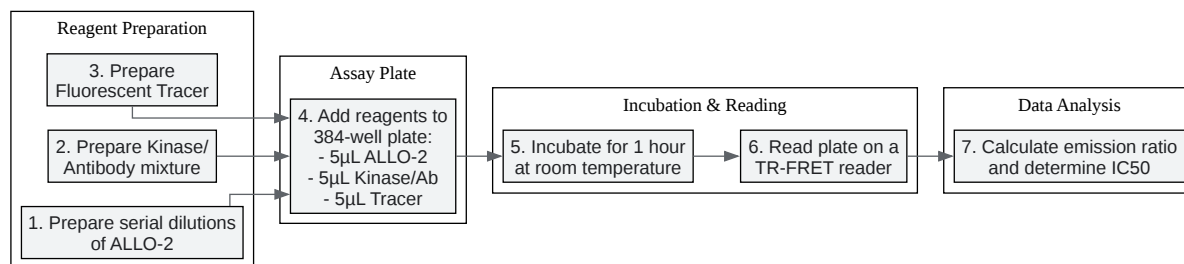 Reagent Preparation
3. Prepare
Fluorescent Tracer
2. Prepare Kinase/
Antibody mixture
1. Prepare serial dilutions
of ALLO-2
Assay Plate
4. Add reagents to
384-well plate:
- 5µL ALLO-2
- 5µL Kinase/Ab
- 5µL Tracer
Incubation & Reading
5. Incubate for 1 hour
at room temperature
6. Read plate on a
TR-FRET reader
Data Analysis
7. Calculate emission ratio
and determine IC50